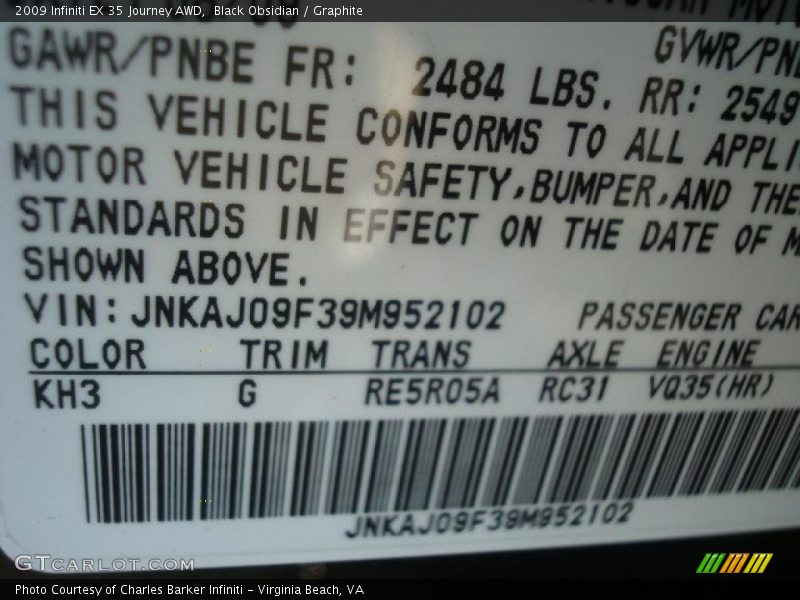 2009 Infiniti EX 35 Journey AWD, Black Obsidian / Graphite
GVWR/PNB
GAWR/PNBE FR: 2484 LBS. RR: 2549
THIS VEHICLE CONFORMS TO ALL APPLI
MOTOR VEHICLE SAFETY,BUMPER,AND THE
STANDARDS IN EFFECT ON THE DATE OF M
SHOWN ABOVE.
VIN: JNKAJ09F39M952102 PASSENGER CAR
COLOR TRIM TRANS AXLE ENGINE
KH3 G RE5R05A RC31 VQ35(HR)
JNKAJ09F39M952102
GTCARLOT.COM
Photo Courtesy of Charles Barker Infiniti - Virginia Beach, VA